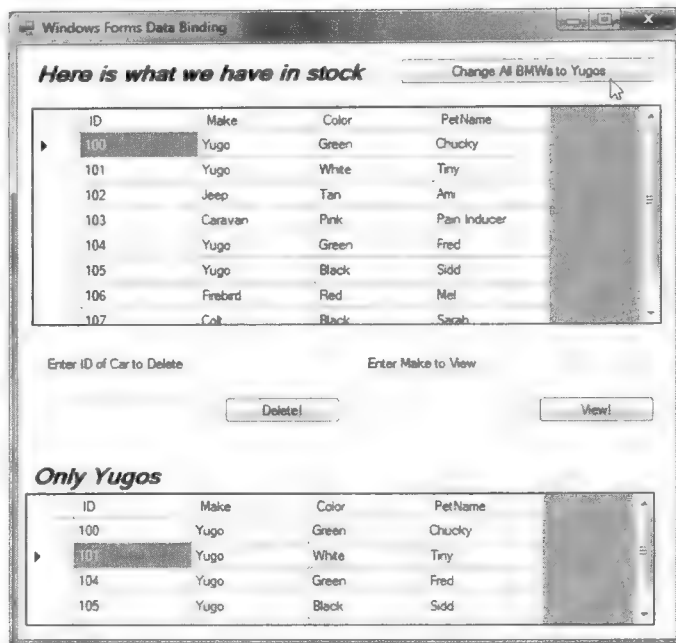 Windows Forms Data Binding
Here is what we have in stock Change All BMWs to Yugos
ID Make Color PetName
100 Yugo Green Chucky
101 Yugo White Tiny
102 Jeep Tan Ami
103 Caravan Pink Pain Inducer
104 Yugo Green Fred
105 Yugo Black Sidd
106 Firebird Red Mel
107 Colt Black Sarah
Enter ID of Car to Delete Enter Make to View
Delete! View!
Only Yugos
ID Make Color PetName
100 Yugo Green Chucky
101 Yugo White Tiny
104 Yugo Green Fred
105 Yugo Black Sidd